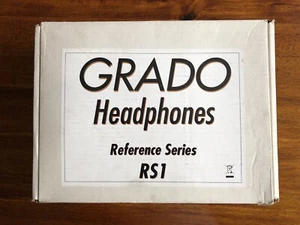 GRADO
Headphones
Reference Series
RS1